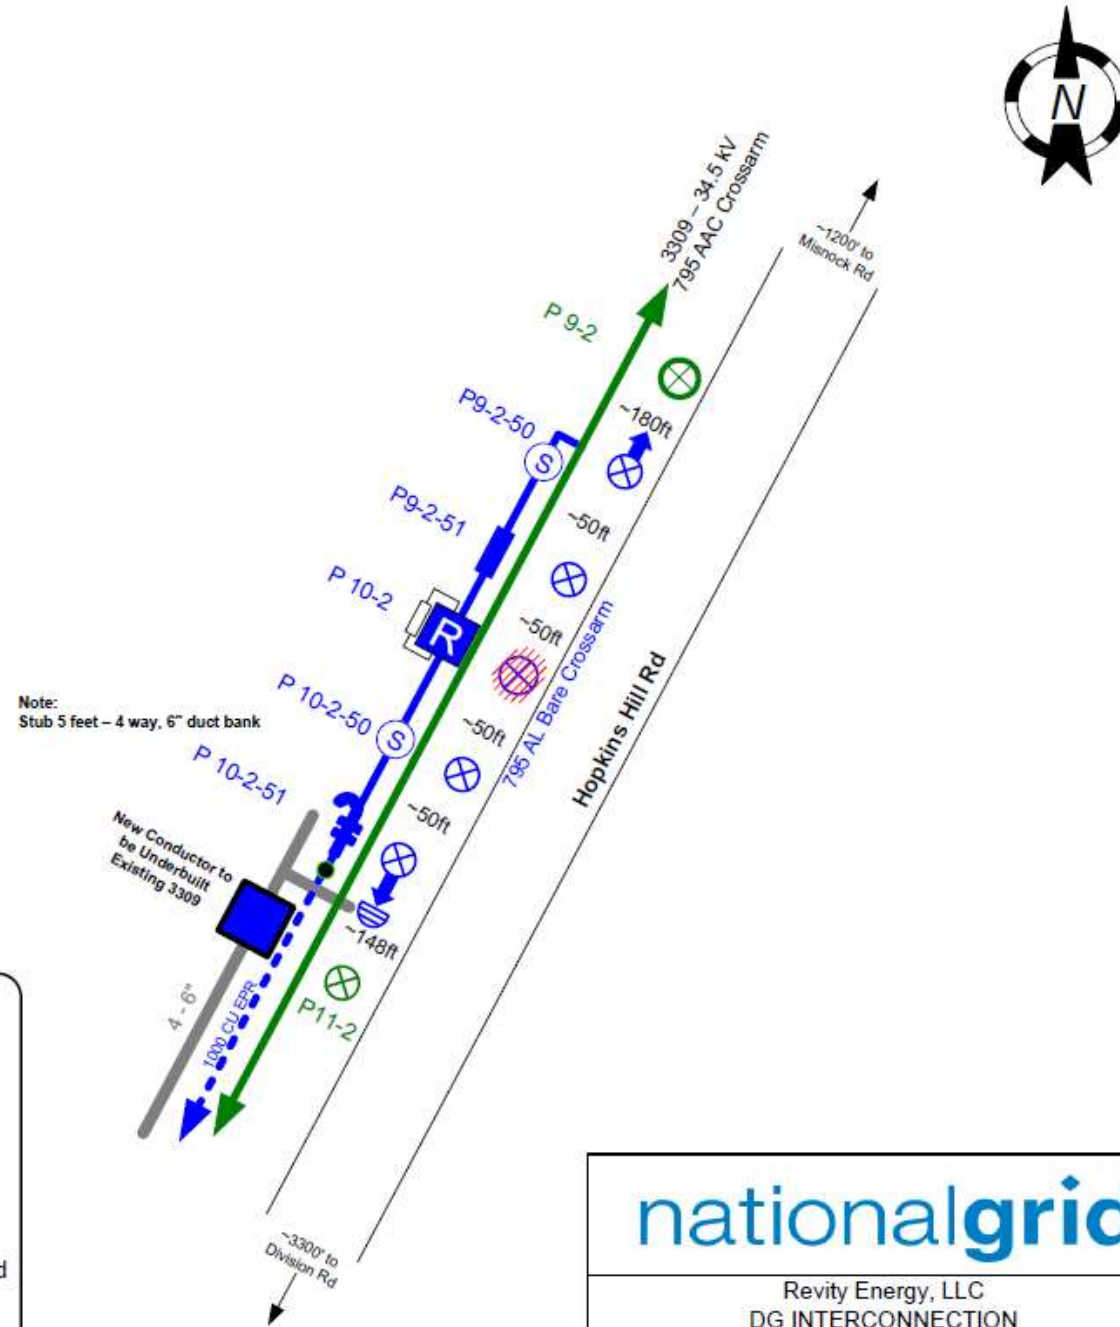 N
3309 – 34.5 kV
795 AAC Crossarm
~1200' to
Misnock Rd
P 9-2
~180ft
P9-2-50
S
P9-2-51
~50ft
P 10-2
R
~50ft
P 10-2-50
S
~50ft
795 AL Bare Crossarm
Hopkins Hill Rd
Note:
Stub 5 feet – 4 way, 6" duct bank
P 10-2-51
~50ft
New Conductor to
be Underbuilt
Existing 3309
~148ft
P11-2
4 - 6"
1000 CU EPR
~3300' to
Division Rd
d
nationalgrid
Revity Energy, LLC
DG INTERCONNECTION